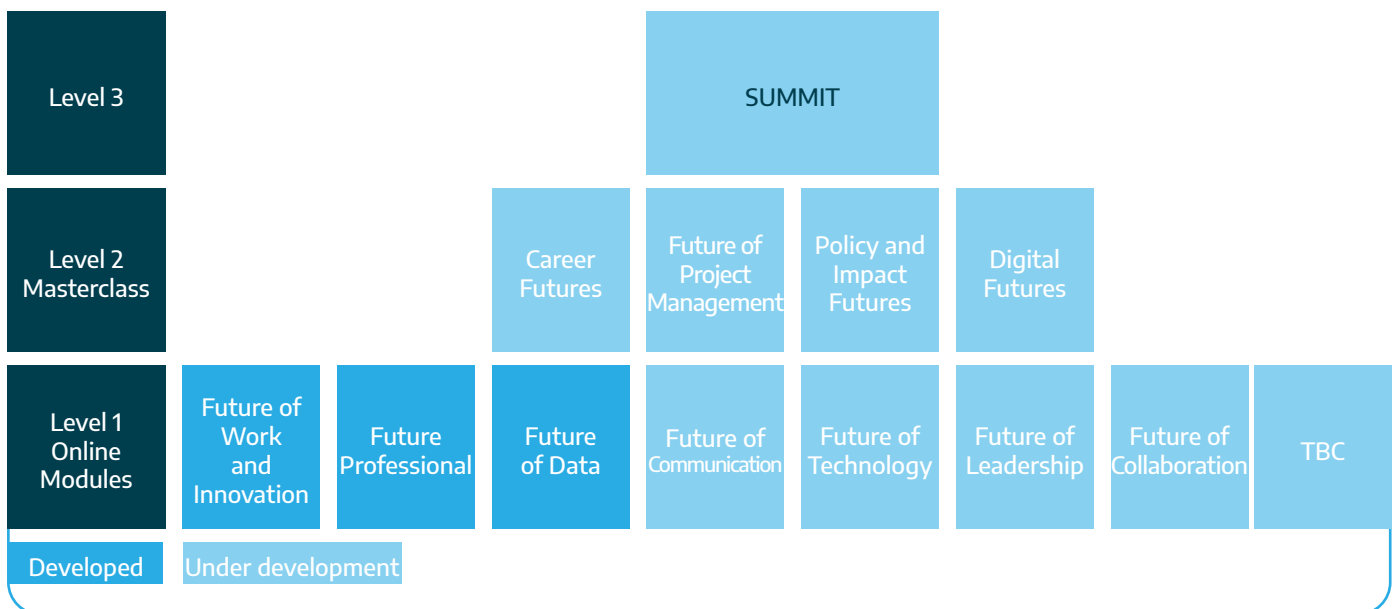 Level 3
SUMMIT
Level 2
Masterclass
Career
Futures
Future of
Project
Management
Policy and
Impact
Futures
Digital
Futures
Level 1
Online
Modules
Future of
Work
and
Innovation
Future
Professional
Future
of Data
Future of
Communication
Future of
Technology
Future of
Leadership
Future of
Collaboration
TBC
Developed
Under development